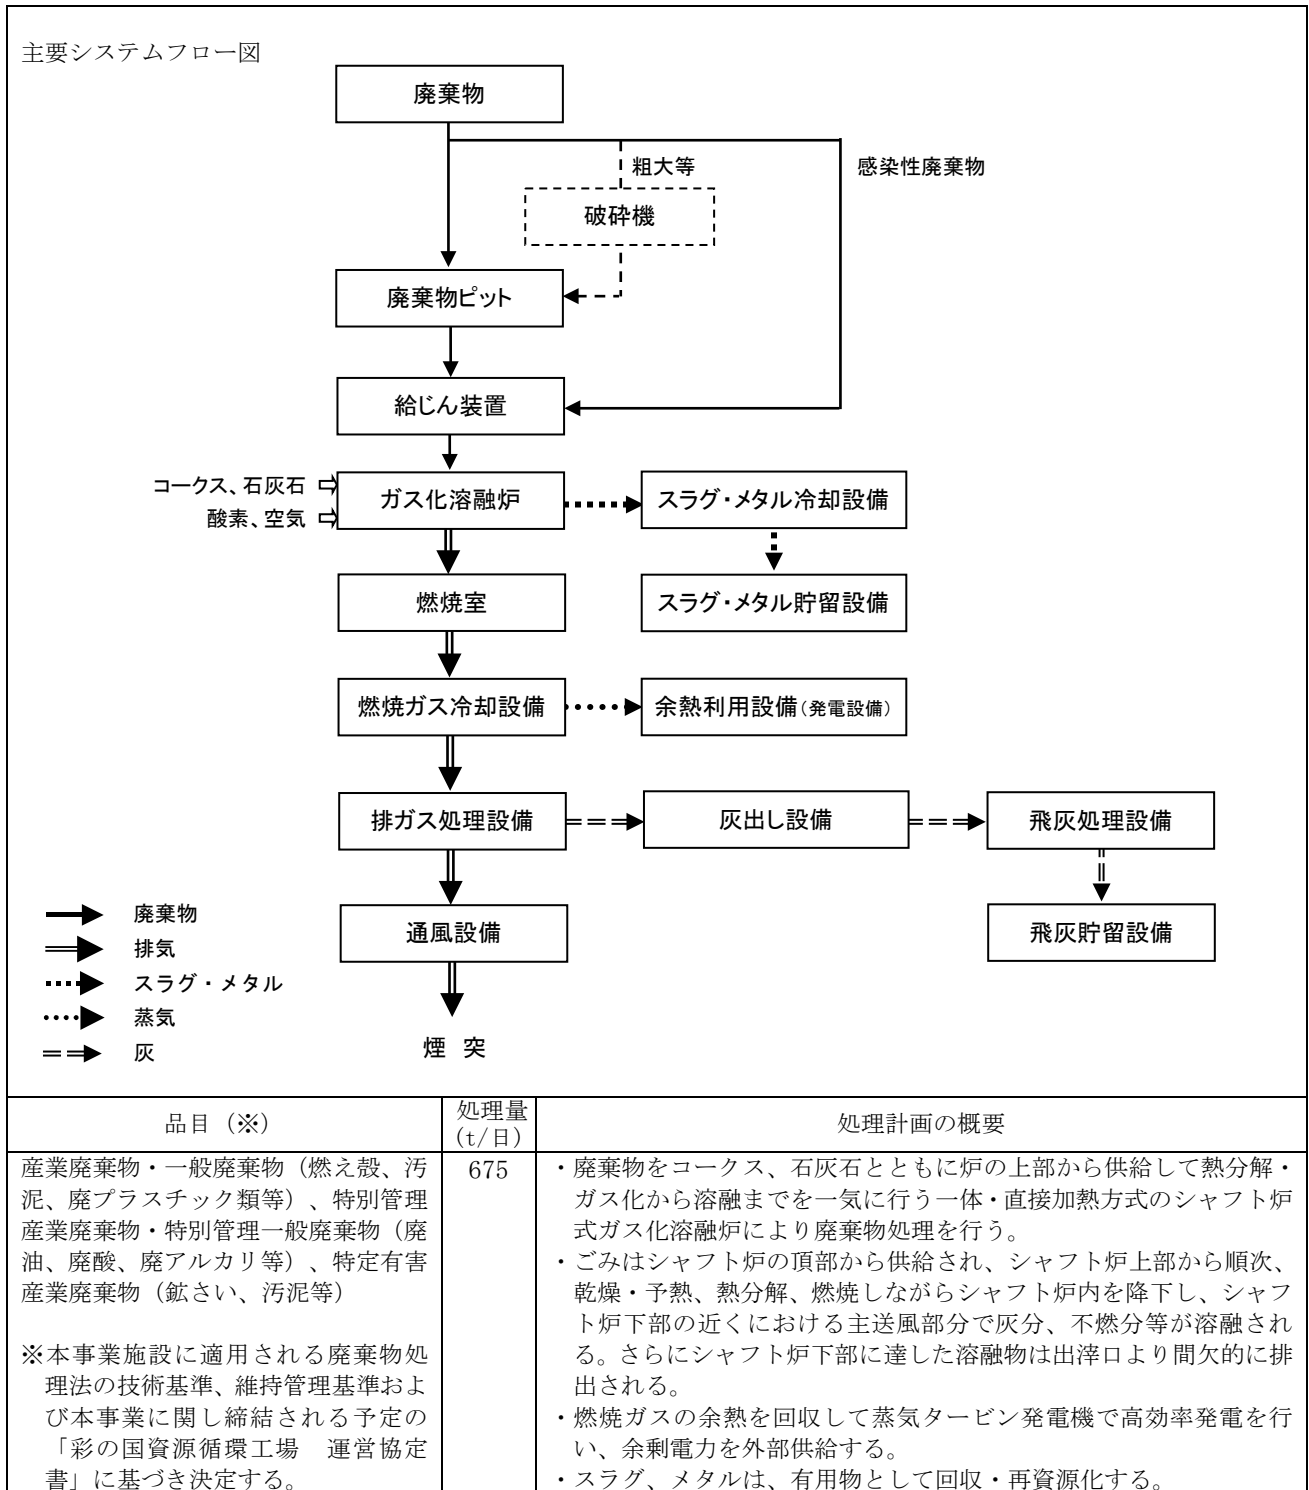 主要システムフロー図
廃棄物
粗大等
感染性廃棄物
破砕機
廃棄物ピット
給じん装置
コークス、石灰石
酸素、空気
ガス化溶融炉
スラグ・メタル冷却設備
燃焼室
スラグ・メタル貯留設備
燃焼ガス冷却設備
余熱利用設備(発電設備)
排ガス処理設備
灰出し設備
飛灰処理設備
通風設備
飛灰貯留設備
煙 突
廃棄物
排気
スラグ・メタル
蒸気
灰
品目（※）
処理量
(t/日)
処理計画の概要
産業廃棄物・一般廃棄物（燃え殻、汚
泥、廃プラスチック類等）、特別管理
産業廃棄物・特別管理一般廃棄物（廃
油、廃酸、廃アルカリ等）、特定有害
産業廃棄物（鉱さい、汚泥等）
※本事業施設に適用される廃棄物処
理法の技術基準、維持管理基準およ
び本事業に関し締結される予定の
「彩の国資源循環工場　運営協定
書」に基づき決定する。
675
・廃棄物をコークス、石灰石とともに炉の上部から供給して熱分解・
ガス化から溶融までを一気に行う一体・直接加熱方式のシャフト炉
式ガス化溶融炉により廃棄物処理を行う。
・ごみはシャフト炉の頂部から供給され、シャフト炉上部から順次、
乾燥・予熱、熱分解、燃焼しながらシャフト炉内を降下し、シャフ
ト炉下部の近くにおける主送風部分で灰分、不燃分等が溶融され
る。さらにシャフト炉下部に達した溶融物は出滓口より間欠的に排
出される。
・燃焼ガスの余熱を回収して蒸気タービン発電機で高効率発電を行
い、余剰電力を外部供給する。
・スラグ、メタルは、有用物として回収・再資源化する。